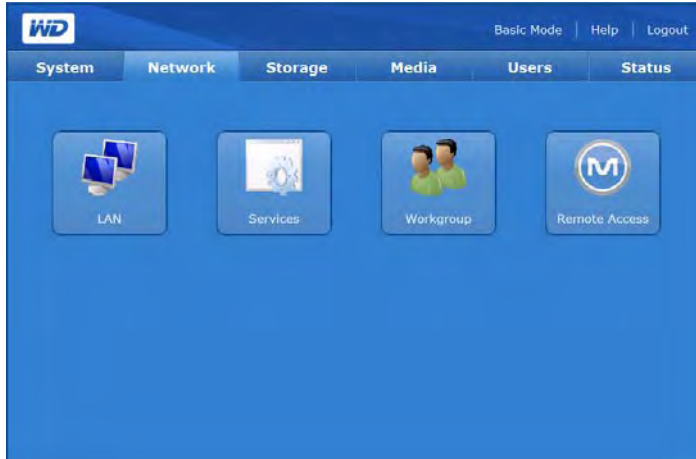 WD
Basic Mode | Help | Logout
System Network Storage Media Users Status
LAN Services Workgroup Remote Access